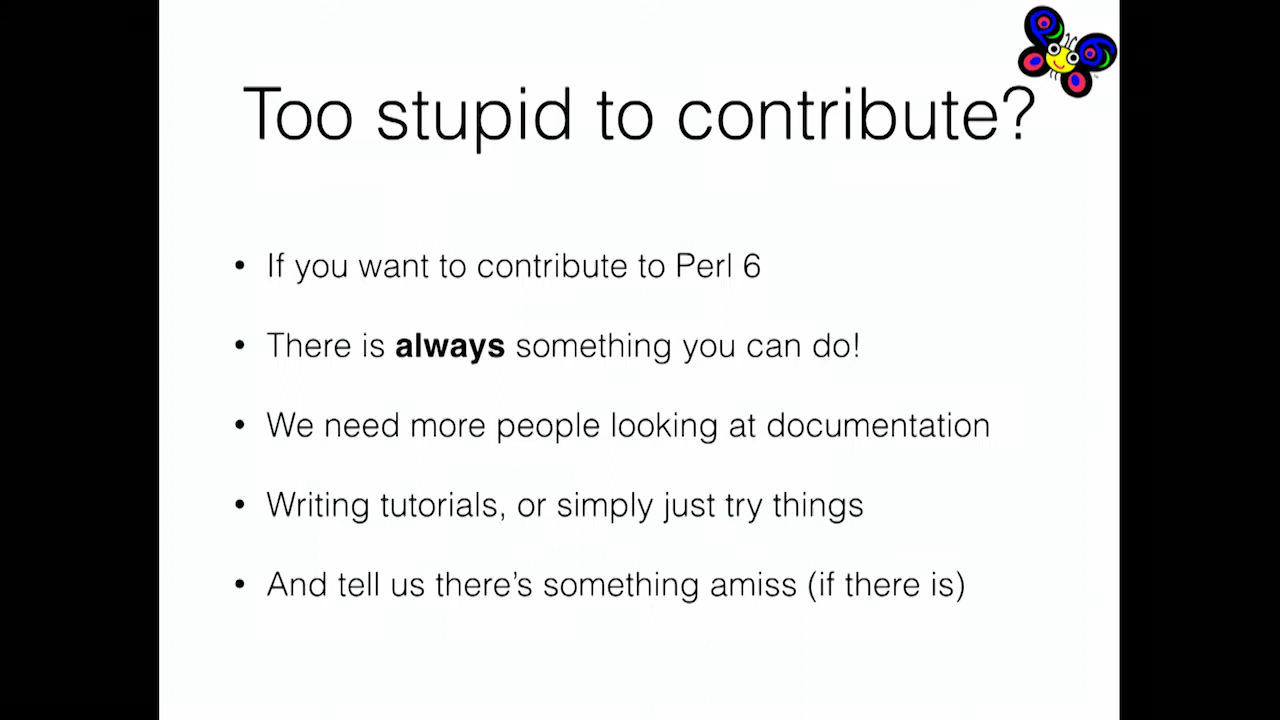 Too stupid to contribute?
• If you want to contribute to Perl 6
• There is always something you can do!
• We need more people looking at documentation
• Writing tutorials, or simply just try things
• And tell us there’s something amiss (if there is)